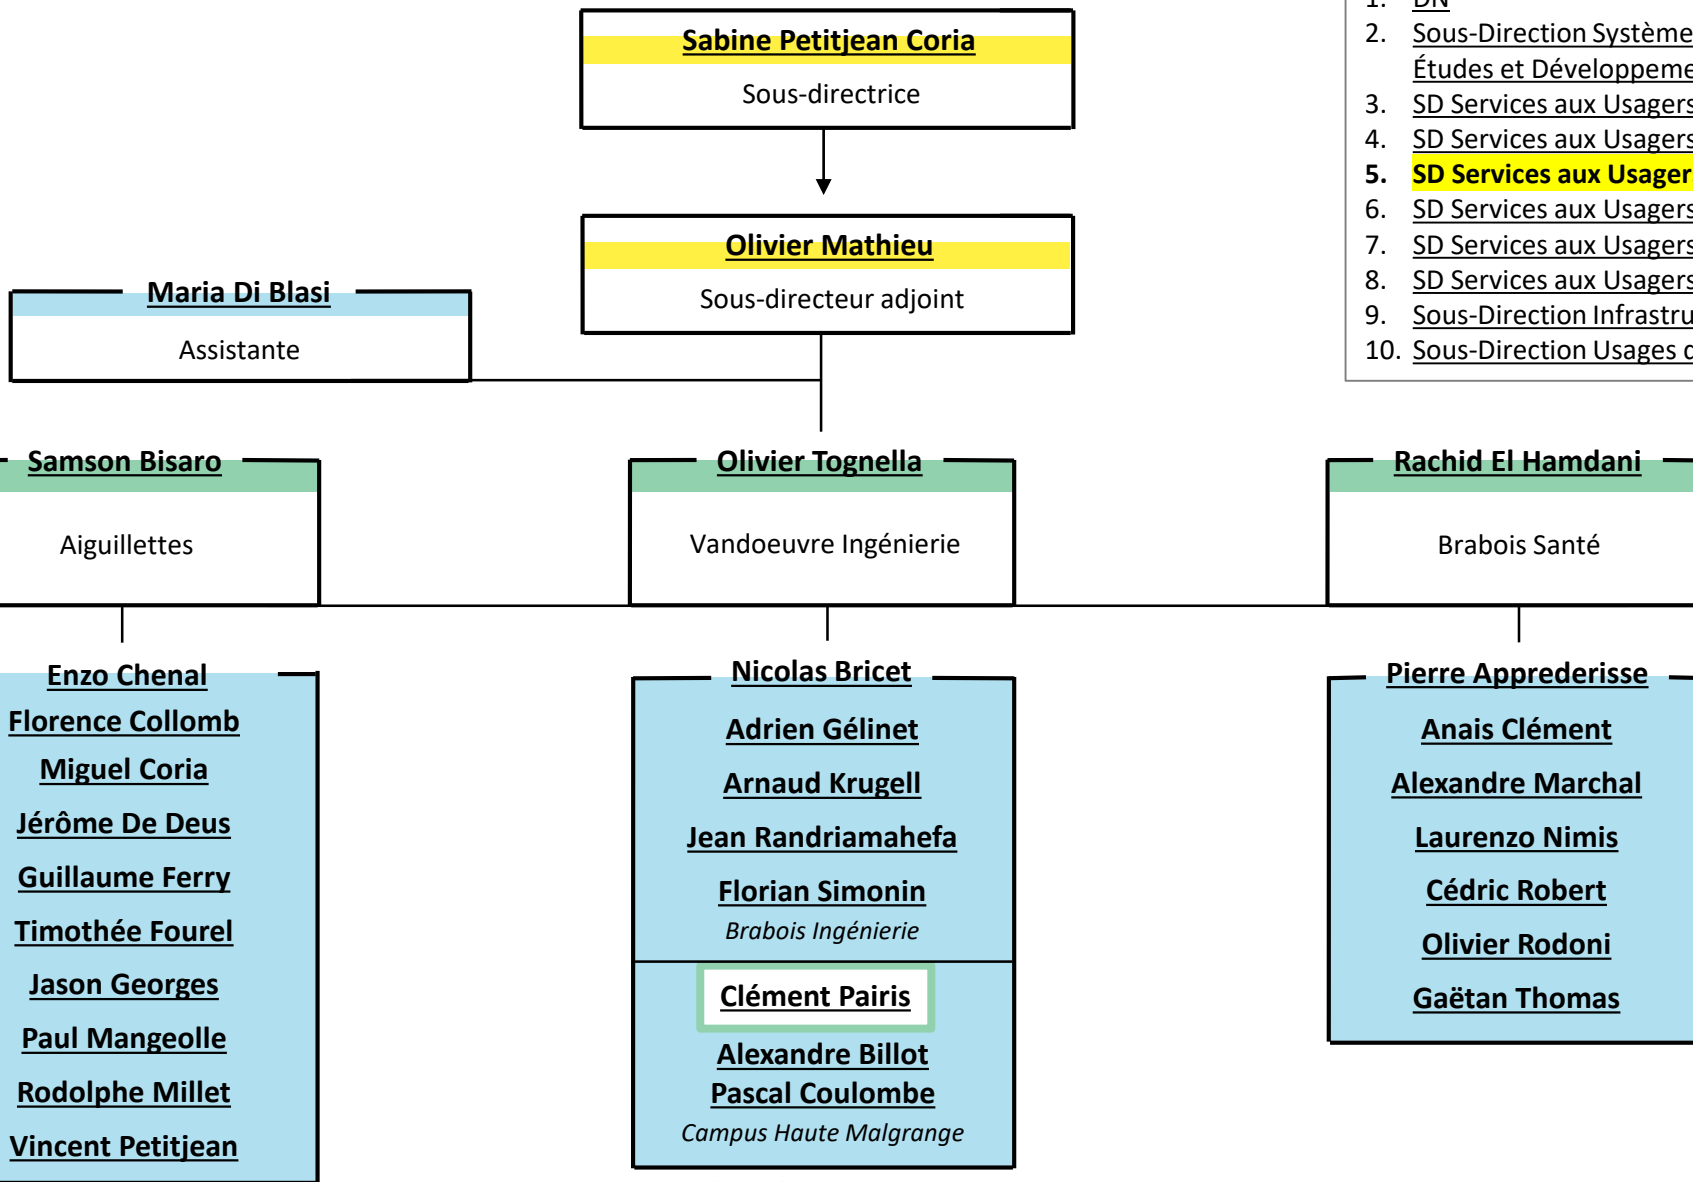 Sabine Petitjean Coria
Sous-directrice
Olivier Mathieu
Sous-directeur adjoint
Maria Di Blasi
Assistante
1. DN
2. Sous-Direction Système
Études et Développeme
3. SD Services aux Usagers
4. SD Services aux Usagers
5. SD Services aux Usager
6. SD Services aux Usagers
7. SD Services aux Usagers
8. SD Services aux Usagers
9. Sous-Direction Infrastru
10. Sous-Direction Usages d
Samson Bisaro
Aiguillettes
Olivier Tognella
Vandoeuvre Ingénierie
Rachid El Hamdani
Brabois Santé
Enzo Chenal
Florence Collomb
Miguel Coria
Jérôme De Deus
Guillaume Ferry
Timothée Fourel
Jason Georges
Paul Mangeolle
Rodolphe Millet
Vincent Petitjean
Nicolas Bricet
Adrien Gélinet
Arnaud Krugell
Jean Randriamahefa
Florian Simonin
Brabois Ingénierie
Clément Pairis
Alexandre Billot
Pascal Coulombe
Campus Haute Malgrange
Pierre Apprederisse
Anais Clément
Alexandre Marchal
Laurenzo Nimis
Cédric Robert
Olivier Rodoni
Gaëtan Thomas